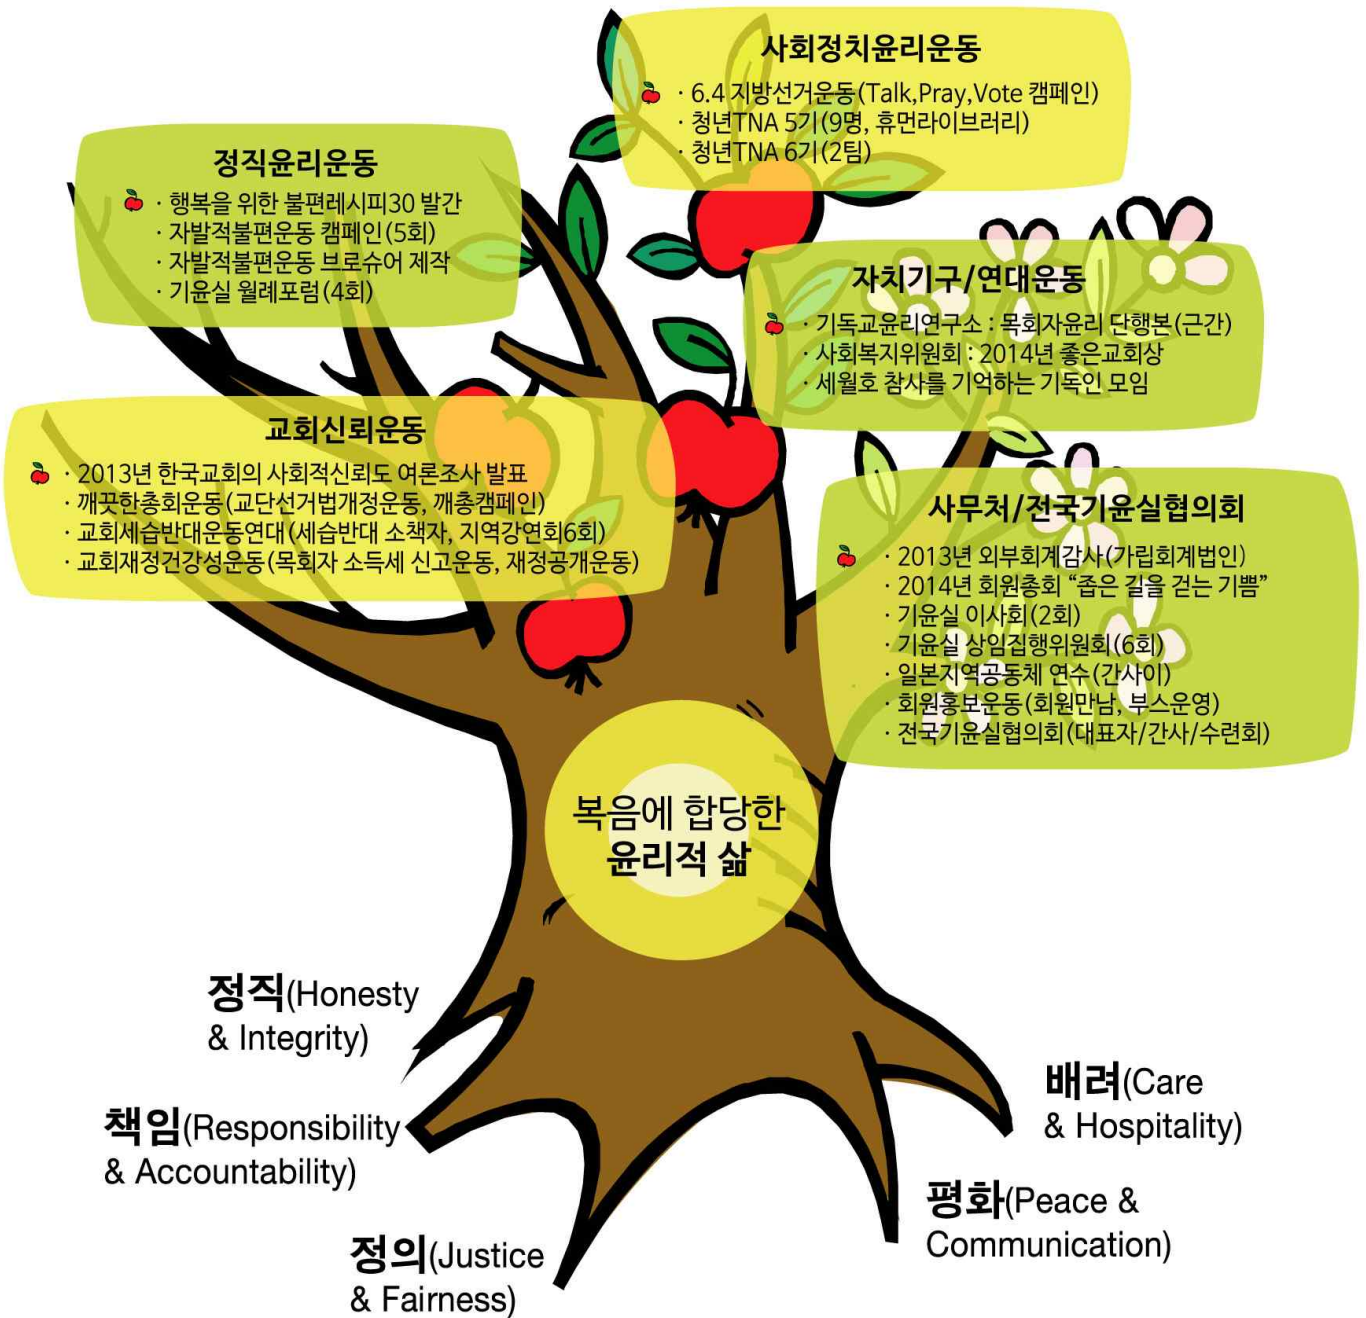 사회정치윤리운동
· 6.4 지방선거운동(Talk,Pray,Vote 캠페인)
· 청년TNA 5기(9명, 휴먼라이브러리)
· 청년TNA 6기(2팀)
정직윤리운동
· 행복을 위한 불편레시피30 발간
· 자발적불편운동 캠페인(5회)
· 자발적불편운동 브로슈어 제작
· 기윤실 월례포럼(4회)
자치기구/연대운동
· 기독교윤리연구소 : 목회자윤리 단행본(근간)
· 사회복지위원회 : 2014년 좋은교회상
· 세월호 참사를 기억하는 기독인 모임
교회신뢰운동
· 2013년 한국교회의 사회적신뢰도 여론조사 발표
· 깨끗한총회운동(교단선거법개정운동, 깨총캠페인)
· 교회세습반대운동연대(세습반대 소책자, 지역강연회6회)
· 교회재정건강성운동(목회자 소득세 신고운동, 재정공개운동)
사무처/전국기윤실협의회
· 2013년 외부회계감사(가립회계법인)
· 2014년 회원총회 “좁은 길을 걷는 기쁨”
· 기윤실 이사회(2회)
· 기윤실 상임집행위원회(6회)
· 일본지역공동체 연수(간사이)
· 회원홍보운동(회원만남, 부스운영)
· 전국기윤실협의회(대표자/간사/수련회)
복음에 합당한
윤리적 삶
정직(Honesty
& Integrity)
책임(Responsibility
& Accountability)
정의(Justice
& Fairness)
배려(Care
& Hospitality)
평화(Peace &
Communication)